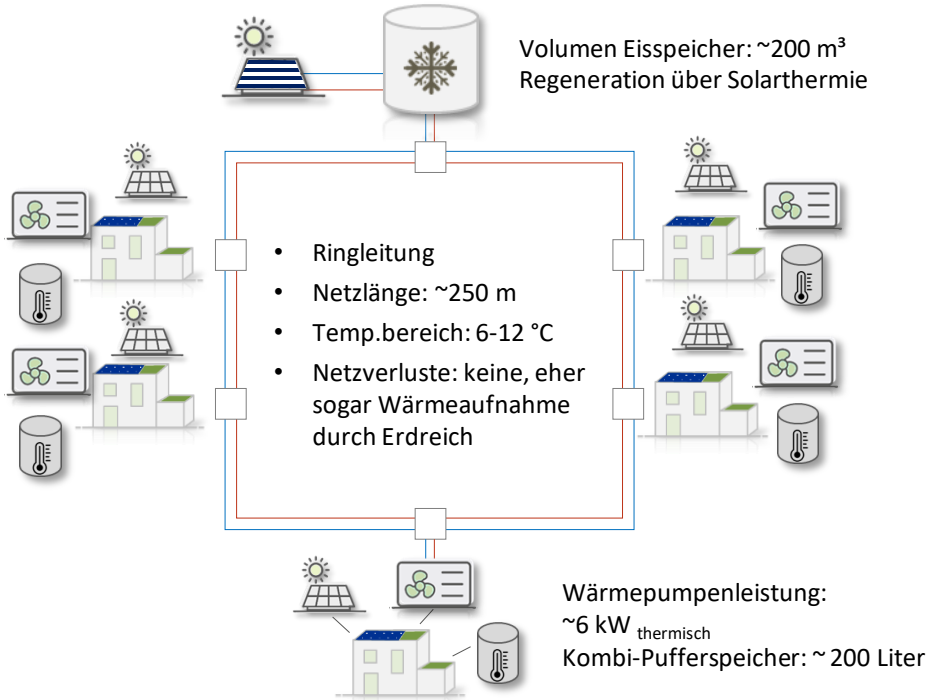 Volumen Eisspeicher: ~200 m³
Regeneration über Solarthermie
• Ringleitung
• Netzlänge: ~250 m
• Temp.bereich: 6-12 °C
• Netzverluste: keine, eher
sogar Wärmeaufnahme
durch Erdreich
Wärmepumpenleistung:
~6 kW thermisch
Kombi-Pufferspeicher: ~ 200 Liter